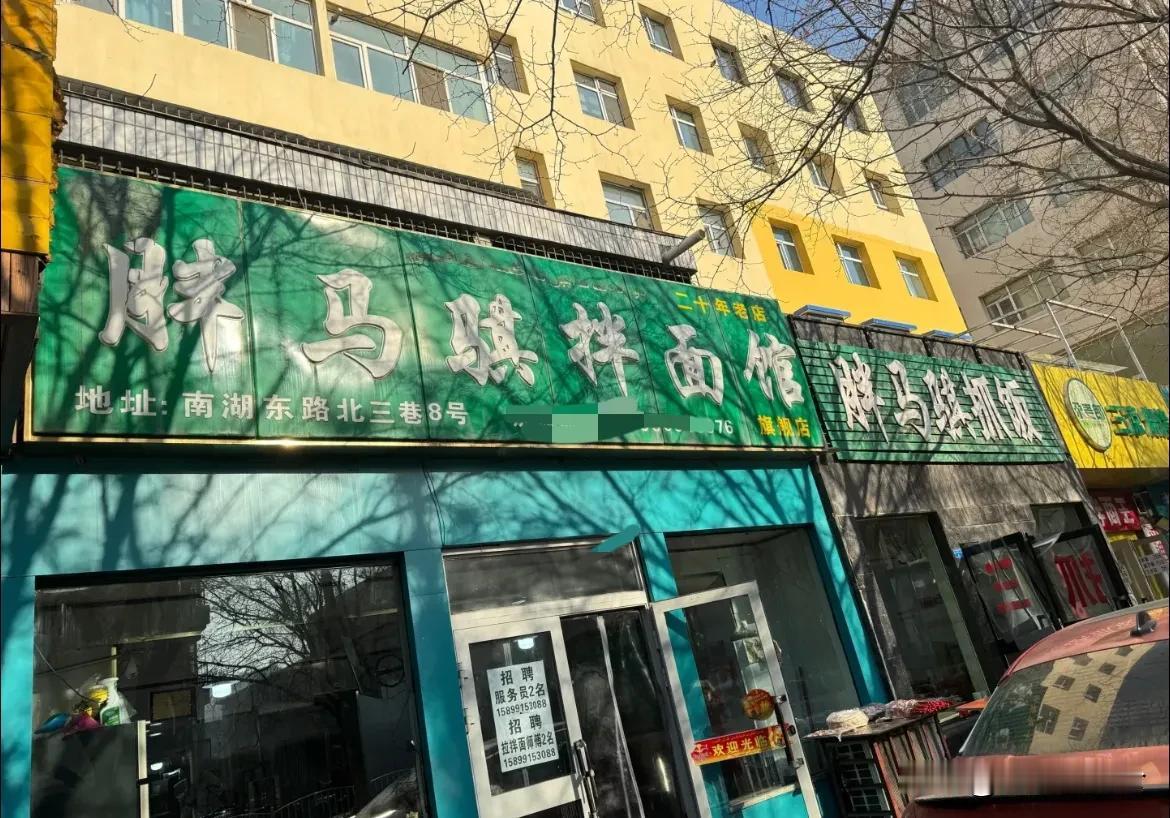 二十年老店
胖马骐拌面馆
地址: 南湖东路北三巷8号
旗舰店
胖马骐抓饭
招聘
服务员2名
15899153088
招聘
拉拌面师傅2名
15899153088
欢迎光临